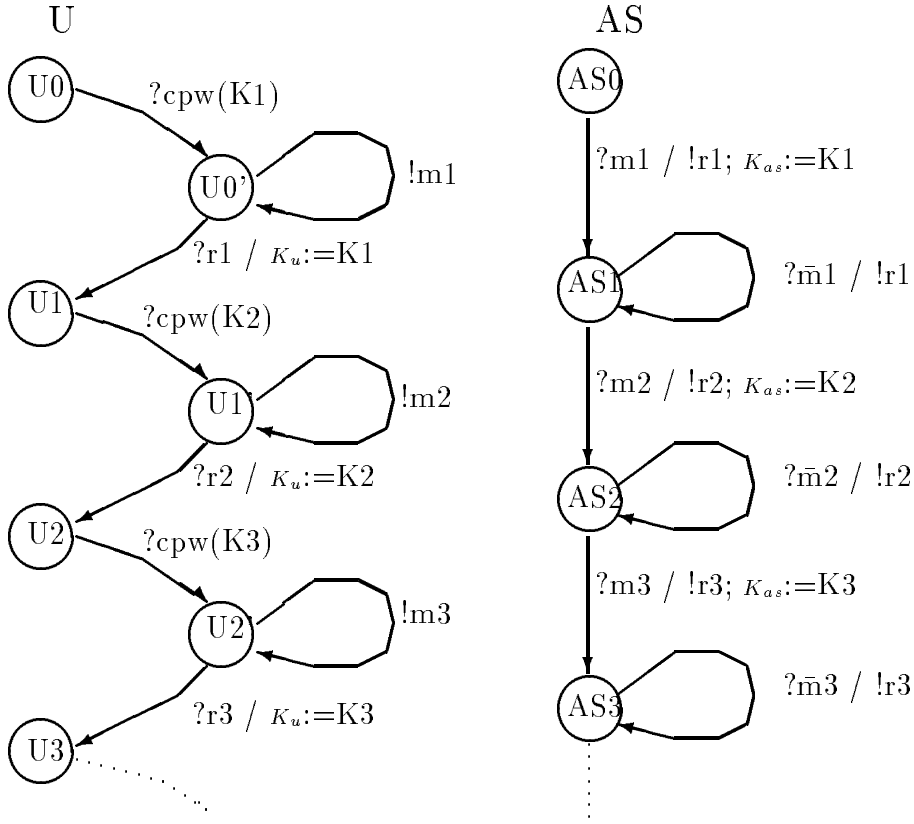 U
U0
?cpw(K1)
U0'
!m1
?r1 / Ku:=K1
U1
?cpw(K2)
U1'
!m2
?r2 / Ku:=K2
U2
?cpw(K3)
U2'
!m3
?r3 / Ku:=K3
U3
AS
AS0
?m1 / !r1; Kas:=K1
AS1
?m̄1 / !r1
?m2 / !r2; Kas:=K2
AS2
?m̄2 / !r2
?m3 / !r3; Kas:=K3
AS3
?m̄3 / !r3